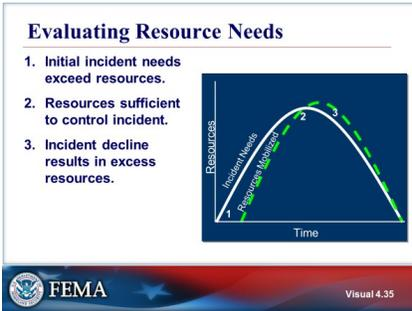 Evaluating Resource Needs
1. Initial incident needs
exceed resources.
2. Resources sufficient
to control incident.
3. Incident decline
results in excess
resources.
Resources
Incident Needs
Resources Mobilized
1
2
3
Time
FEMA
Visual 4.35